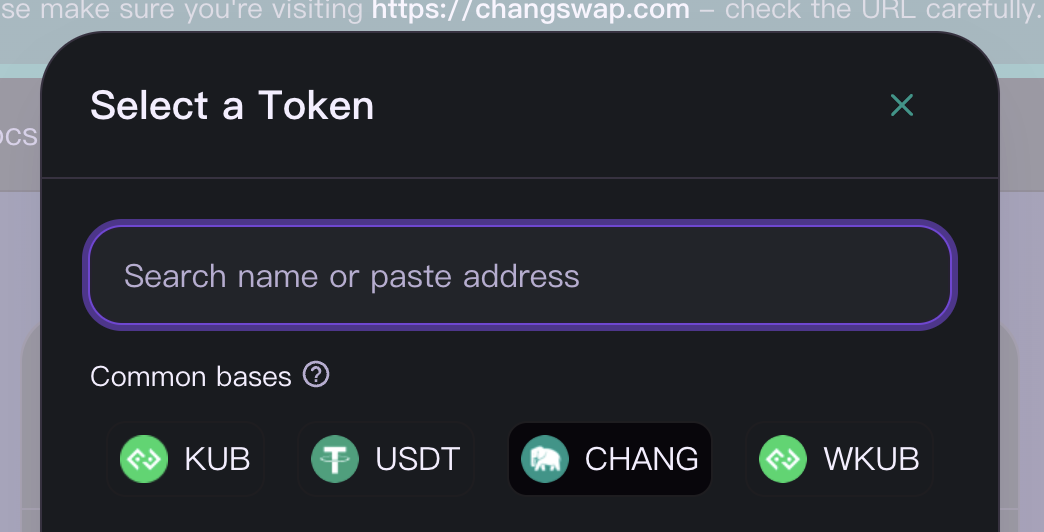 se make sure you're visiting https://changswap.com – check the URL carefully.
Select a Token
ocs
Search name or paste address
Common bases
KUB USDT CHANG WKUB